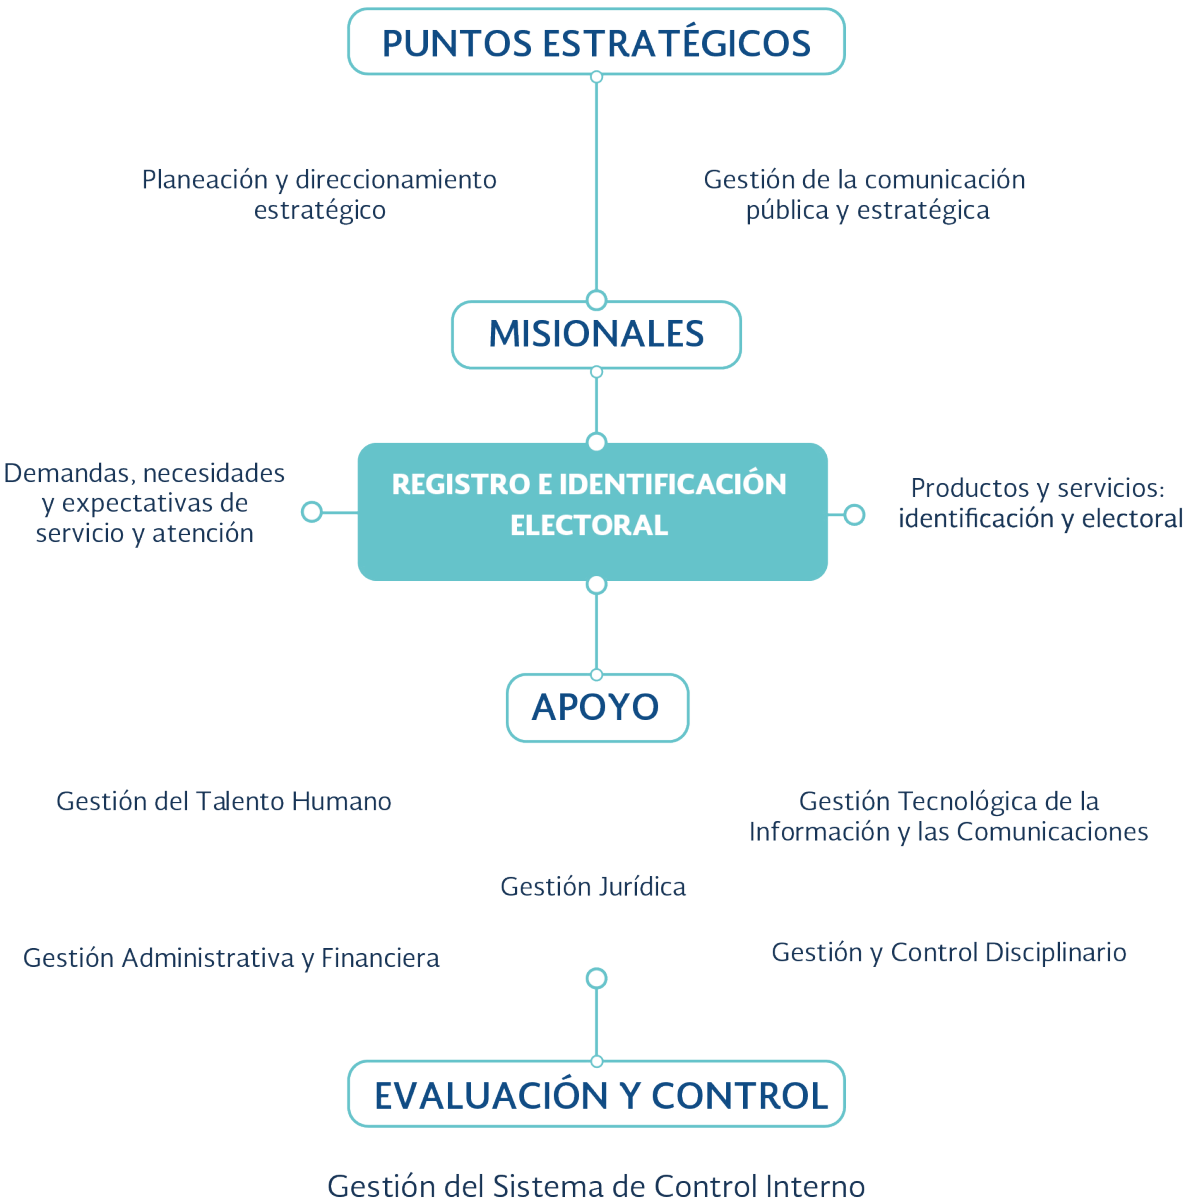 PUNTOS ESTRATÉGICOS
Planeación y direccionamiento
estratégico
Gestión de la comunicación
pública y estratégica
MISIONALES
Demandas, necesidades
y expectativas de
servicio y atención
REGISTRO E IDENTIFICACIÓN
ELECTORAL
Productos y servicios:
identificación y electoral
APOYO
Gestión del Talento Humano
Gestión Tecnológica de la
Información y las Comunicaciones
Gestión Jurídica
Gestión Administrativa y Financiera
Gestión y Control Disciplinario
EVALUACIÓN Y CONTROL
Gestión del Sistema de Control Interno